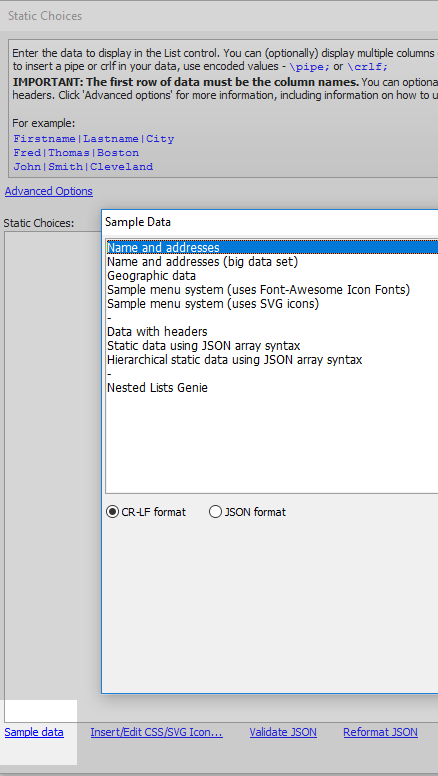 Static Choices
Enter the data to display in the List control. You can (optionally) display multiple columns
to insert a pipe or crlf in your data, use encoded values - \pipe; or \crlf;
IMPORTANT: The first row of data must be the column names. You can optiona
headers. Click 'Advanced options' for more information, including information on how to u
For example:
Firstname|Lastname|City
Fred|Thomas|Boston
John|Smith|Cleveland
Advanced Options
Static Choices:
Sample Data
Name and addresses
Name and addresses (big data set)
Geographic data
Sample menu system (uses Font-Awesome Icon Fonts)
Sample menu system (uses SVG icons)
-
Data with headers
Static data using JSON array syntax
Hierarchical static data using JSON array syntax
-
Nested Lists Genie
CR-LF format JSON format
Sample data Insert/Edit CSS/SVG Icon... Validate JSON Reformat JSON